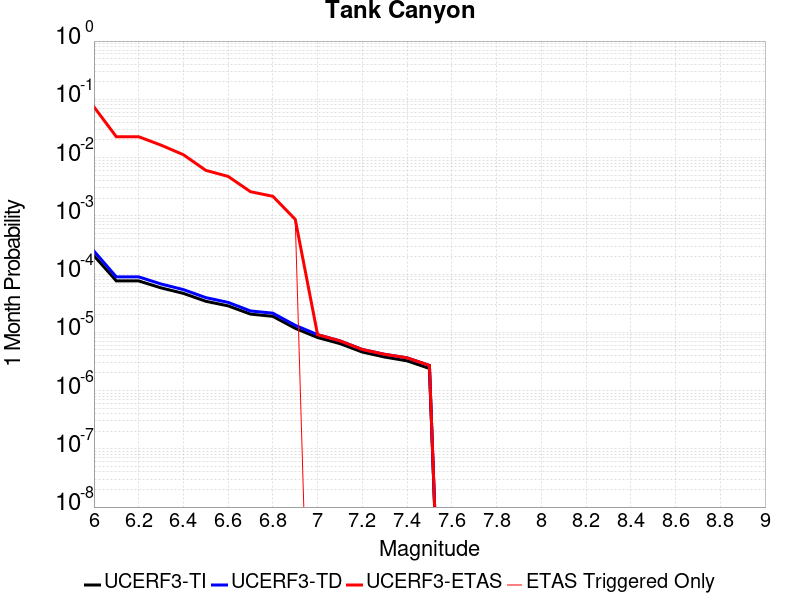 Tank Canyon
10^0
10^-1
10^-2
10^-3
10^-4
10^-5
10^-6
10^-7
10^-8
1 Month Probability
6 6.2 6.4 6.6 6.8 7 7.2 7.4 7.6 7.8 8 8.2 8.4 8.6 8.8 9
Magnitude
UCERF3-TI UCERF3-TD UCERF3-ETAS ETAS Triggered Only